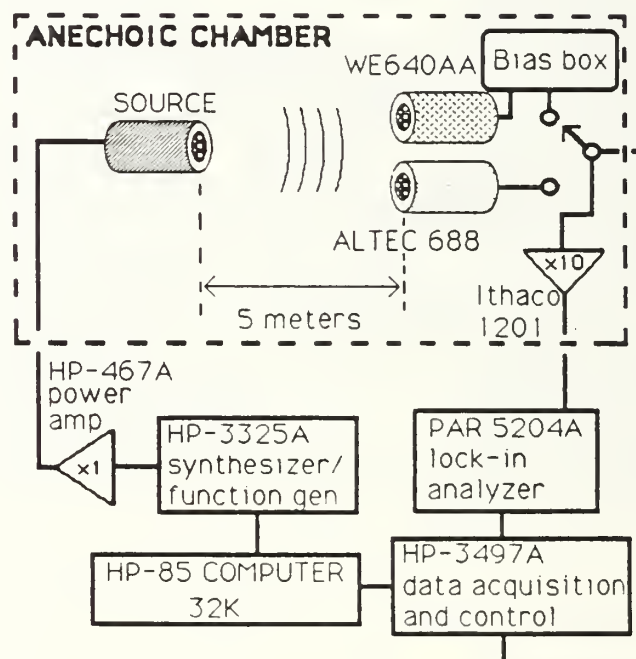 ANECHOIC CHAMBER
SOURCE
WE640AA
Bias box
ALTEC 688
x10
Ithaco
1201
5 meters
HP-467A
power
amp
x1
HP-3325A
synthesizer/
function gen
PAR 5204A
lock-in
analyzer
HP-85 COMPUTER
32K
HP-3497A
data acquisition
and control